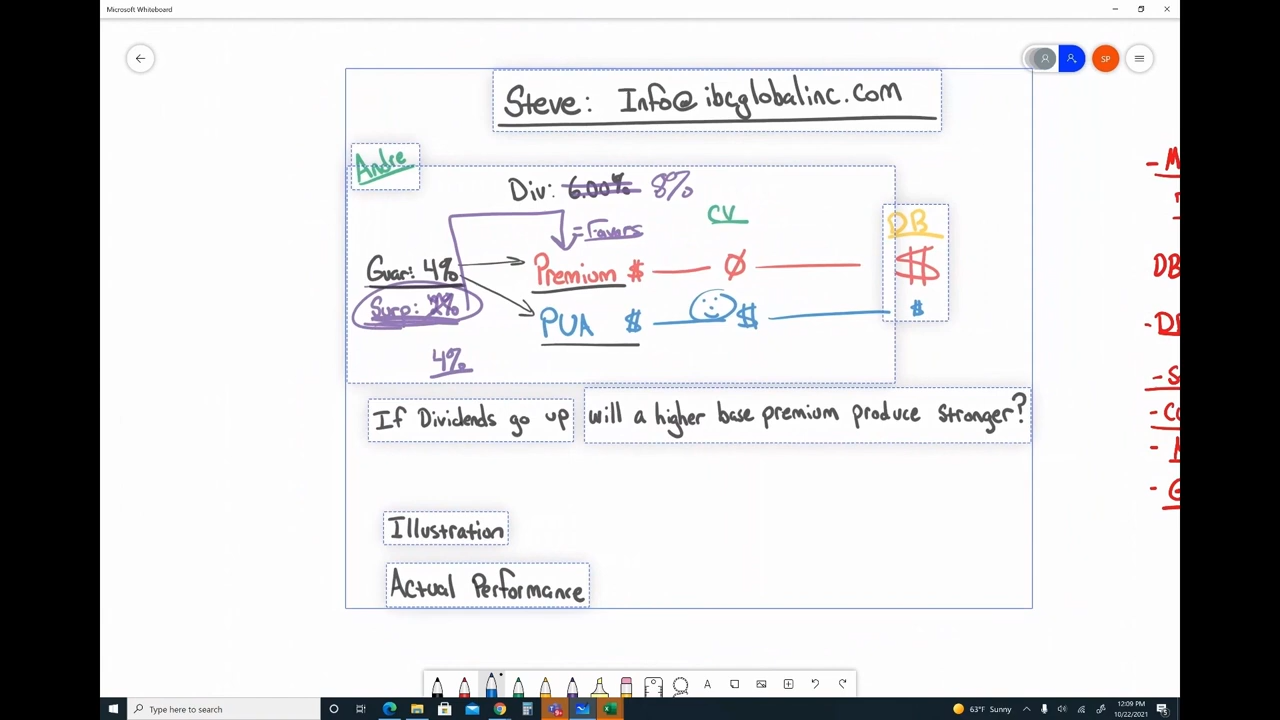 Microsoft Whiteboard
SP
Steve: Info@ibcglobalinc.com
Andre
Div: 6.00% 8%
CV
= Favors
DB
Guar: 4%
Premium $
$
Surp:
PUA $
$
$
4%
If Dividends go up
will a higher base premium produce stronger?
Illustration
Actual Performance
DB
Type here to search
63°F Sunny
12:09 PM
10/22/2021